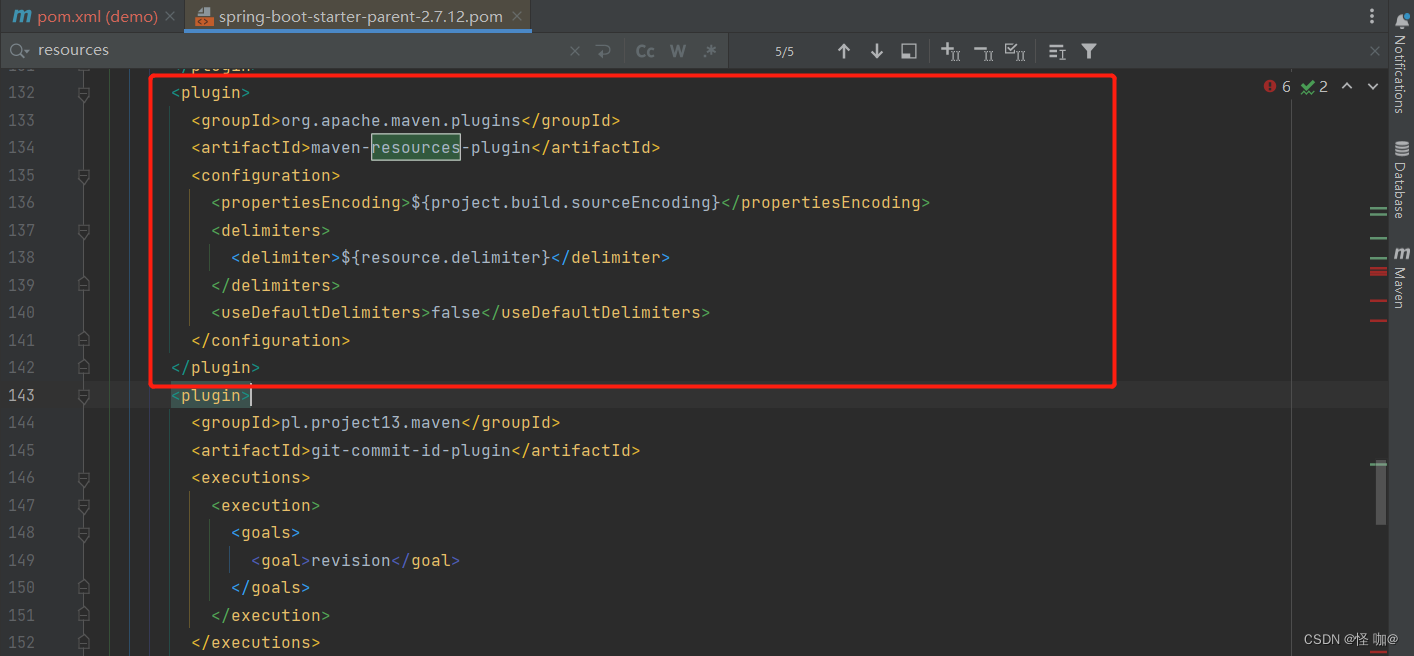 pom.xml (demo)
spring-boot-starter-parent-2.7.12.pom
resources
Cc W .* 5/5
6 2
132 <plugin>
133 <groupId>org.apache.maven.plugins</groupId>
134 <artifactId>maven-resources-plugin</artifactId>
135 <configuration>
136 <propertiesEncoding>${project.build.sourceEncoding}</propertiesEncoding>
137 <delimiters>
138 <delimiter>${resource.delimiter}</delimiter>
139 </delimiters>
140 <useDefaultDelimiters>false</useDefaultDelimiters>
141 </configuration>
142 </plugin>
143 <plugin>
144 <groupId>pl.project13.maven</groupId>
145 <artifactId>git-commit-id-plugin</artifactId>
146 <executions>
147 <execution>
148 <goals>
149 <goal>revision</goal>
150 </goals>
151 </execution>
152 </executions>
Notifications
Database
Maven
CSDN @怪 咖@